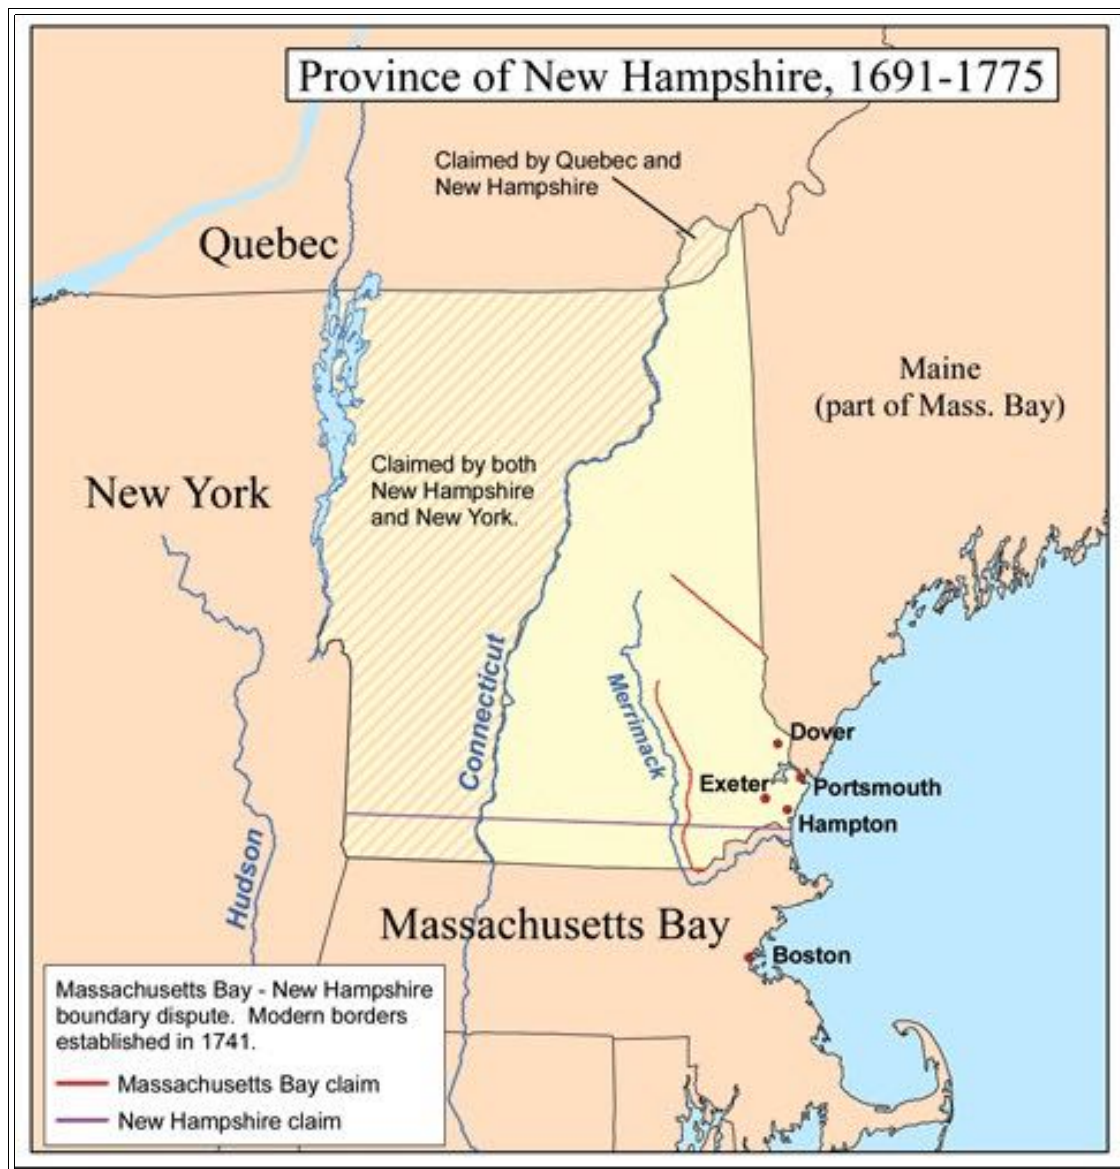 Province of New Hampshire, 1691-1775
Claimed by Quebec and
New Hampshire
Quebec
Maine
(part of Mass. Bay)
Claimed by both
New Hampshire
and New York.
New York
Connecticut
Merrimack
Dover
Exeter
Portsmouth
Hampton
Hudson
Massachusetts Bay
Boston
Massachusetts Bay - New Hampshire
boundary dispute. Modern borders
established in 1741.
Massachusetts Bay claim
New Hampshire claim